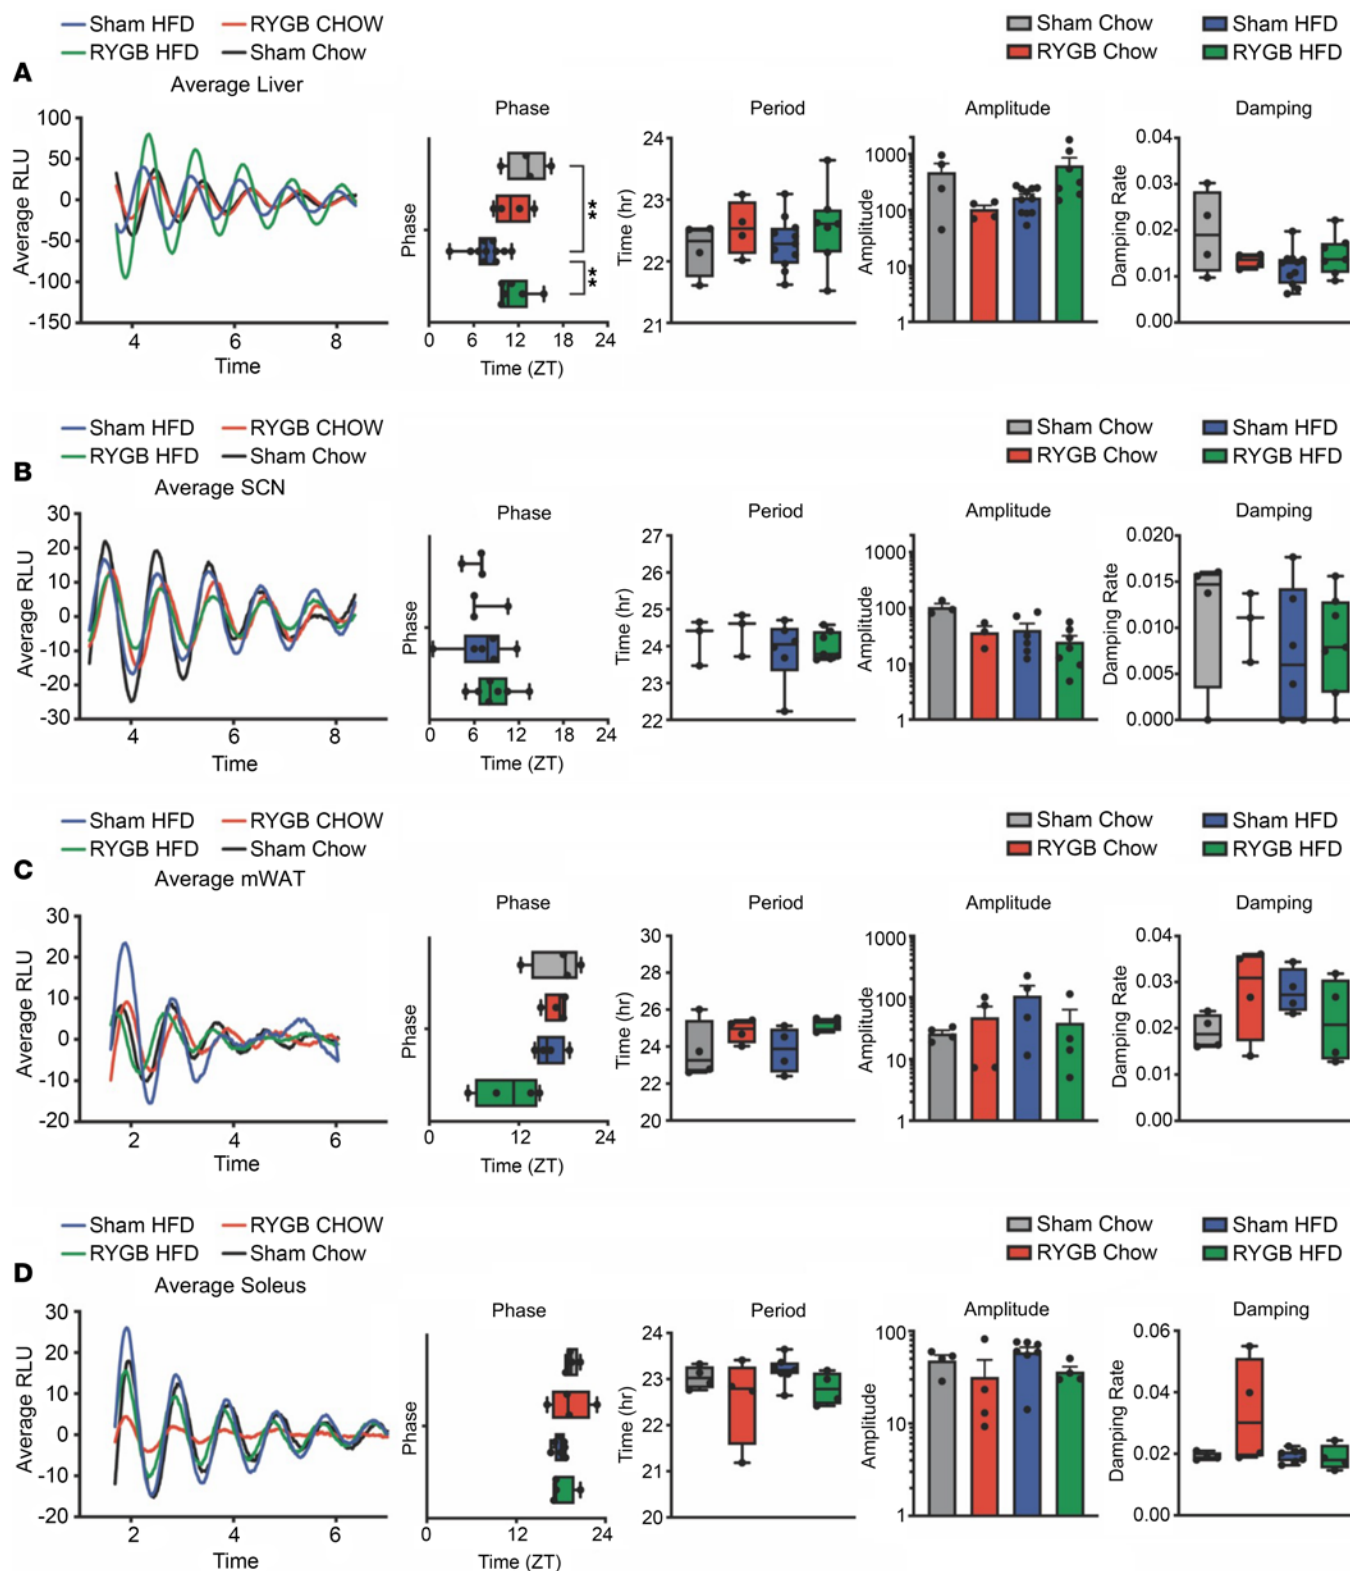 Sham HFD RYGB CHOW
RYGB HFD Sham Chow
Sham Chow Sham HFD
RYGB Chow RYGB HFD
A
Average Liver
Average RLU
100
50
0
-50
-100
-150
4 6 8
Time
Phase
Phase
**
**
0 6 12 18 24
Time (ZT)
Period
Time (hr)
24
23
22
21
Amplitude
Amplitude
1000
100
10
1
Damping
Damping Rate
0.04
0.03
0.02
0.01
0.00
Sham HFD RYGB CHOW
RYGB HFD Sham Chow
Sham Chow Sham HFD
RYGB Chow RYGB HFD
B
Average SCN
Average RLU
30
20
10
0
-10
-20
-30
4 6 8
Time
Phase
Phase
0 6 12 18 24
Time (ZT)
Period
Time (hr)
27
26
25
24
23
22
Amplitude
Amplitude
1000
100
10
1
Damping
Damping Rate
0.020
0.015
0.010
0.005
0.000
Sham HFD RYGB CHOW
RYGB HFD Sham Chow
Sham Chow Sham HFD
RYGB Chow RYGB HFD
C
Average mWAT
Average RLU
30
20
10
0
-10
-20
2 4 6
Time
Phase
Phase
0 12 24
Time (ZT)
Period
Time (hr)
30
28
26
24
22
20
Amplitude
Amplitude
1000
100
10
1
Damping
Damping Rate
0.04
0.03
0.02
0.01
0.00
Sham HFD RYGB CHOW
RYGB HFD Sham Chow
Sham Chow Sham HFD
RYGB Chow RYGB HFD
D
Average Soleus
Average RLU
30
20
10
0
-10
-20
2 4 6
Time
Phase
Phase
0 12 24
Time (ZT)
Period
Time (hr)
24
23
22
21
20
Amplitude
Amplitude
100
10
1
Damping
Damping Rate
0.06
0.04
0.02
0.00